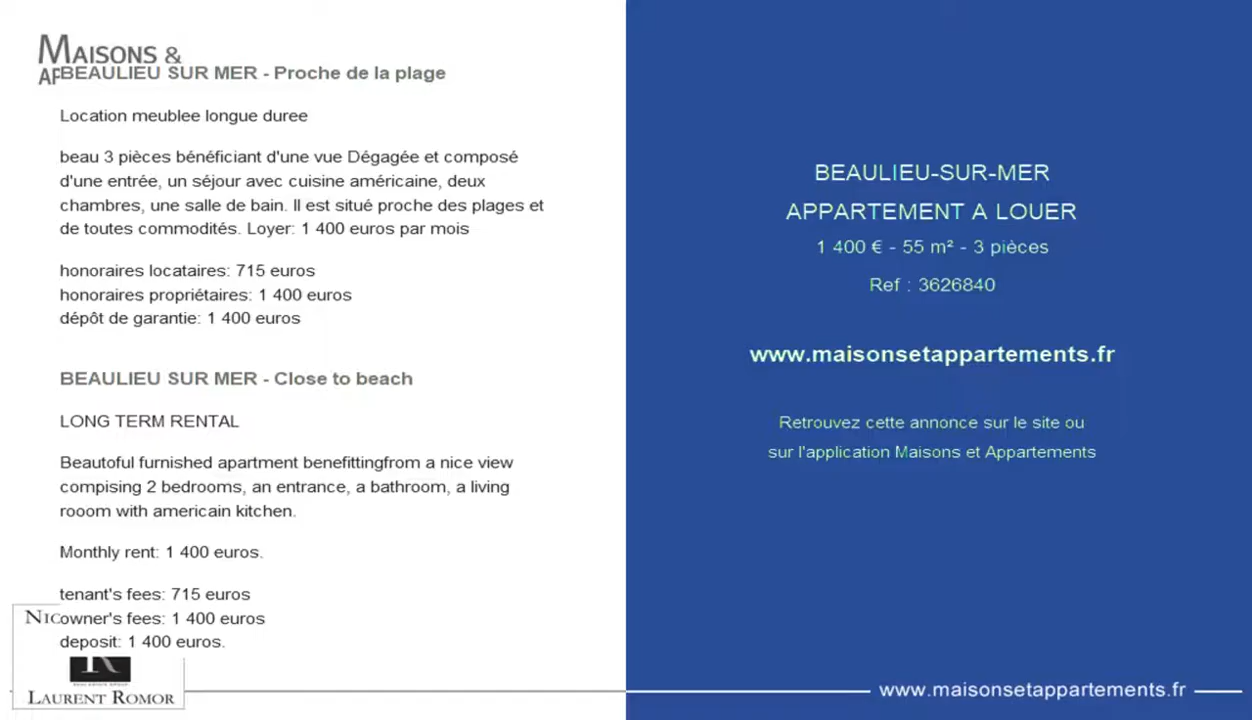 MAISONS &
AP
BEAULIEU SUR MER - Proche de la plage
Location meublee longue duree
beau 3 pièces bénéficiant d'une vue Dégagée et composé
d'une entrée, un séjour avec cuisine américaine, deux
chambres, une salle de bain. Il est situé proche des plages et
de toutes commodités. Loyer: 1 400 euros par mois
honoraires locataires: 715 euros
honoraires propriétaires: 1 400 euros
dépôt de garantie: 1 400 euros
BEAULIEU SUR MER - Close to beach
LONG TERM RENTAL
Beautoful furnished apartment benefittingfrom a nice view
compising 2 bedrooms, an entrance, a bathroom, a living
rooom with americain kitchen.
Monthly rent: 1 400 euros.
tenant's fees: 715 euros
owner's fees: 1 400 euros
deposit: 1 400 euros.
NIC
R
LAURENT ROMOR
BEAULIEU-SUR-MER
APPARTEMENT A LOUER
1 400 € - 55 m² - 3 pièces
Ref : 3626840
www.maisonsetappartements.fr
Retrouvez cette annonce sur le site ou
sur l'application Maisons et Appartements
www.maisonsetappartements.fr